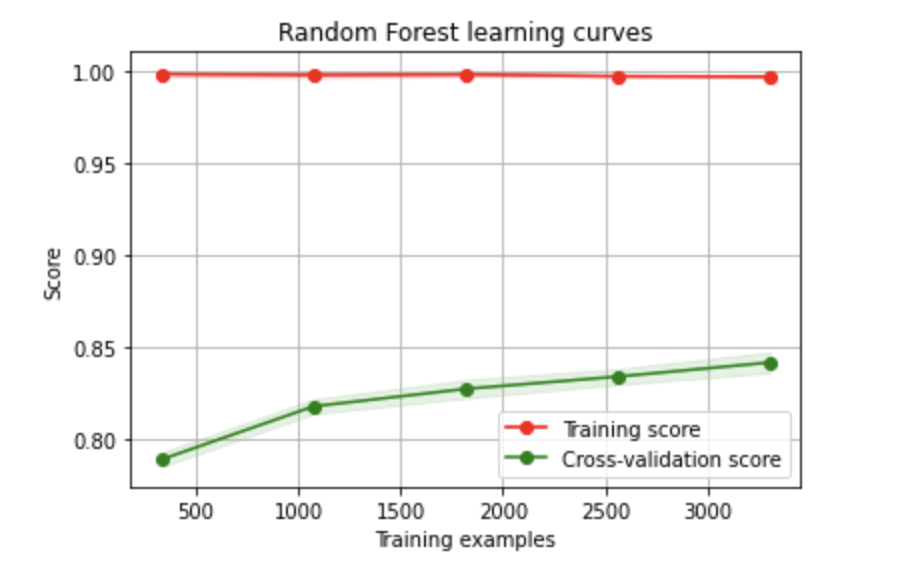 Random Forest learning curves
1.00
0.95
0.90
0.85
0.80
Score
Training score
Cross-validation score
500 1000 1500 2000 2500 3000
Training examples